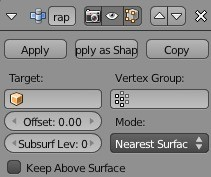 rap
Apply
pply as Shap
Copy
Target:
Vertex Group:
Offset: 0.00
Mode:
Subsurf Lev: 0
Nearest Surfac
Keep Above Surface